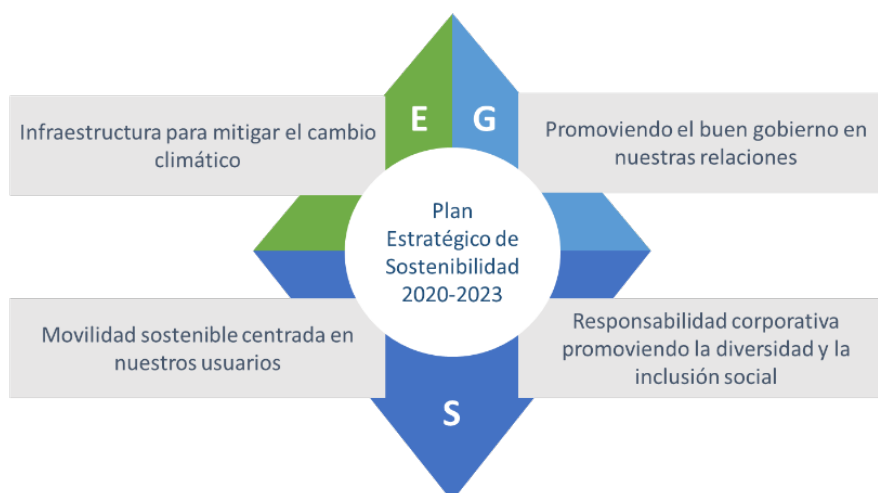 E
G
Infraestructura para mitigar el cambio
climático
Promoviendo el buen gobierno en
nuestras relaciones
Plan
Estratégico de
Sostenibilidad
2020-2023
Movilidad sostenible centrada en
nuestros usuarios
Responsabilidad corporativa
promoviendo la diversidad y la
inclusión social
S